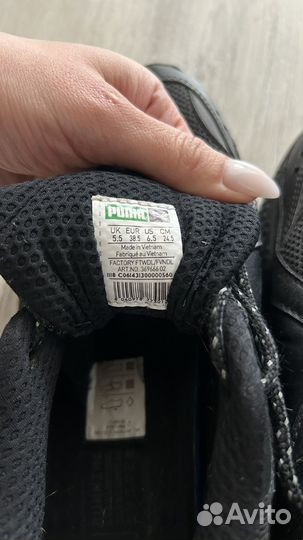 PUMA
UK EUR US CM
5.5 38.5 6.5 24.5
Made in Vietnam
Fabriqué au Vietnam
FACTORY FTWDL/FVNDL
ART.NO. 369666 02
Avito